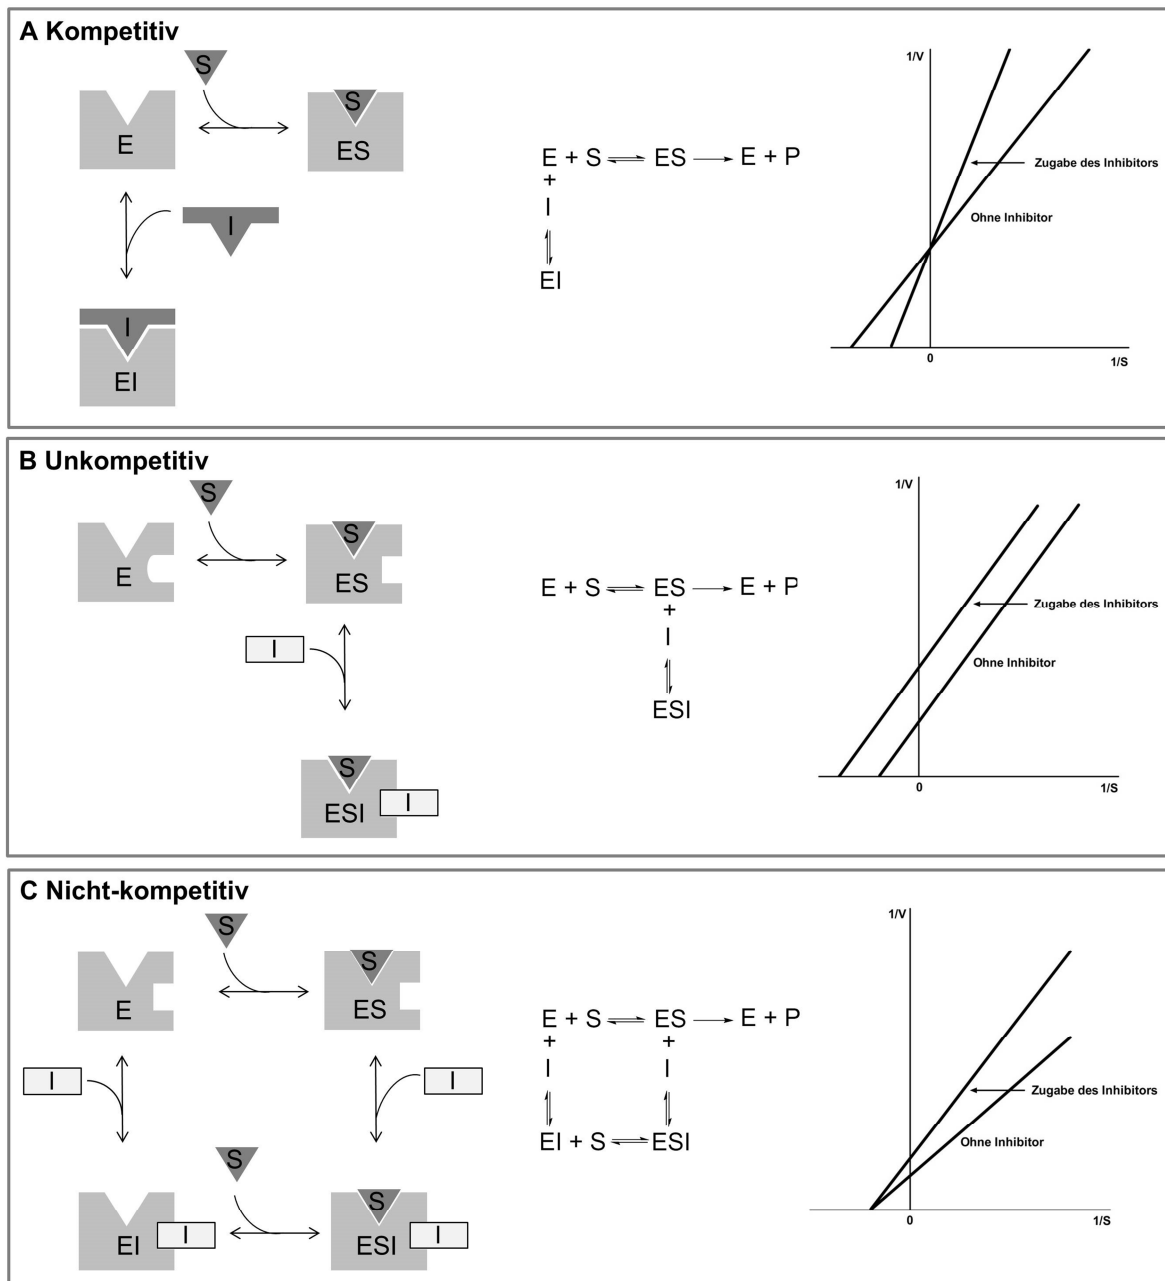 A Kompetitiv
S
E
S
ES
I
I
EI
E + S ⇌ ES → E + P
+
I
EI
1/V
Zugabe des Inhibitors
Ohne Inhibitor
0
1/S
B Unkompetitiv
S
E
S
ES
I
S
ESI
I
E + S ⇌ ES → E + P
+
I
ESI
1/V
Zugabe des Inhibitors
Ohne Inhibitor
0
1/S
C Nicht-kompetitiv
S
E
S
ES
I
I
S
EI
I
S
ESI
I
E + S ⇌ ES → E + P
+ +
I I
EI + S ⇌ ESI
1/V
Zugabe des Inhibitors
Ohne Inhibitor
0
1/S